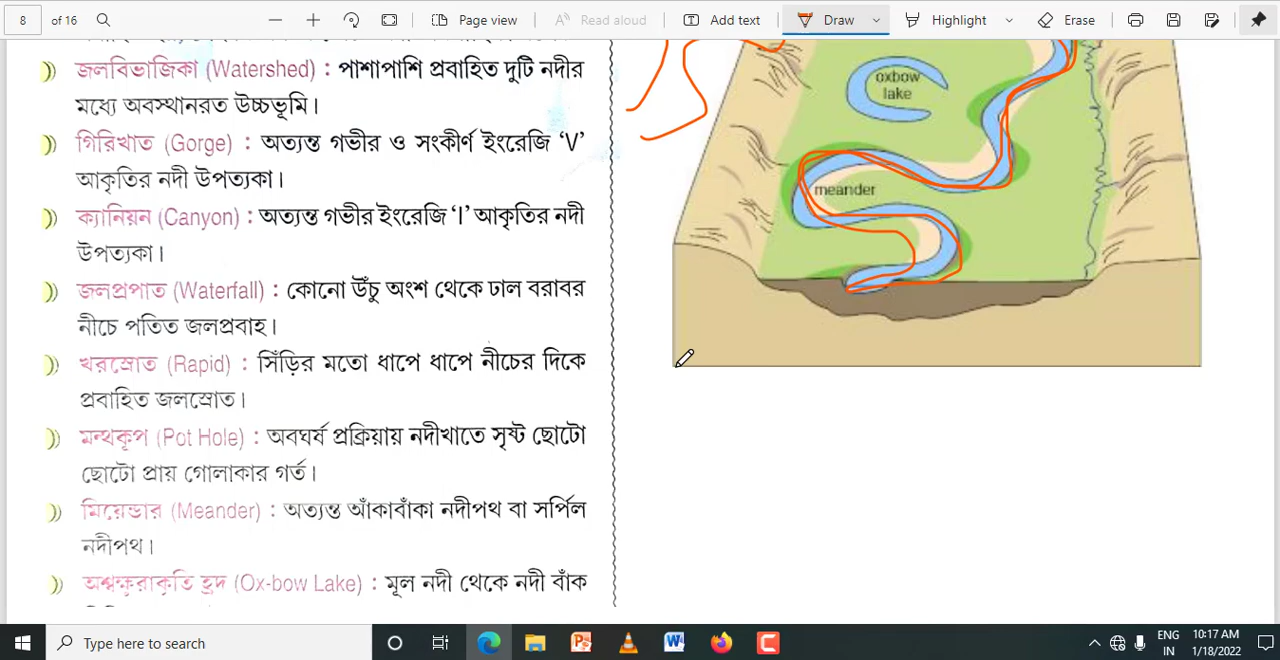 8
of 16
Page view
Read aloud
Add text
Draw
Highlight
Erase
জলবিভাজিকা (Watershed) : পাশাপাশি প্রবাহিত দুটি নদীর
মধ্যে অবস্থানরত উচ্চভূমি।
গিরিখাত (Gorge) : অত্যন্ত গভীর ও সংকীর্ণ ইংরেজি ‘V’
আকৃতির নদী উপত্যকা।
ক্যানিয়ন (Canyon) : অত্যন্ত গভীর ইংরেজি ‘I’ আকৃতির নদী
উপত্যকা।
জলপ্রপাত (Waterfall) : কোনো উঁচু অংশ থেকে ঢাল বরাবর
নীচে পতিত জলপ্রবাহ।
খরস্রোত (Rapid) : সিঁড়ির মতো ধাপে ধাপে নীচের দিকে
প্রবাহিত জলস্রোত।
মন্থকূপ (Pot Hole) : অবঘর্ষ প্রক্রিয়ায় নদীখাতে সৃষ্ট ছোটো
ছোটো প্রায় গোলাকার গর্ত।
মিয়েন্ডার (Meander) : অত্যন্ত আঁকাবাঁকা নদীপথ বা সর্পিল
নদীপথ।
অশ্বক্ষুরাকৃতি হ্রদ (Ox-bow Lake) : মূল নদী থেকে নদী বাঁক
oxbow
lake
meander
Type here to search
ENG
IN
10:17 AM
1/18/2022